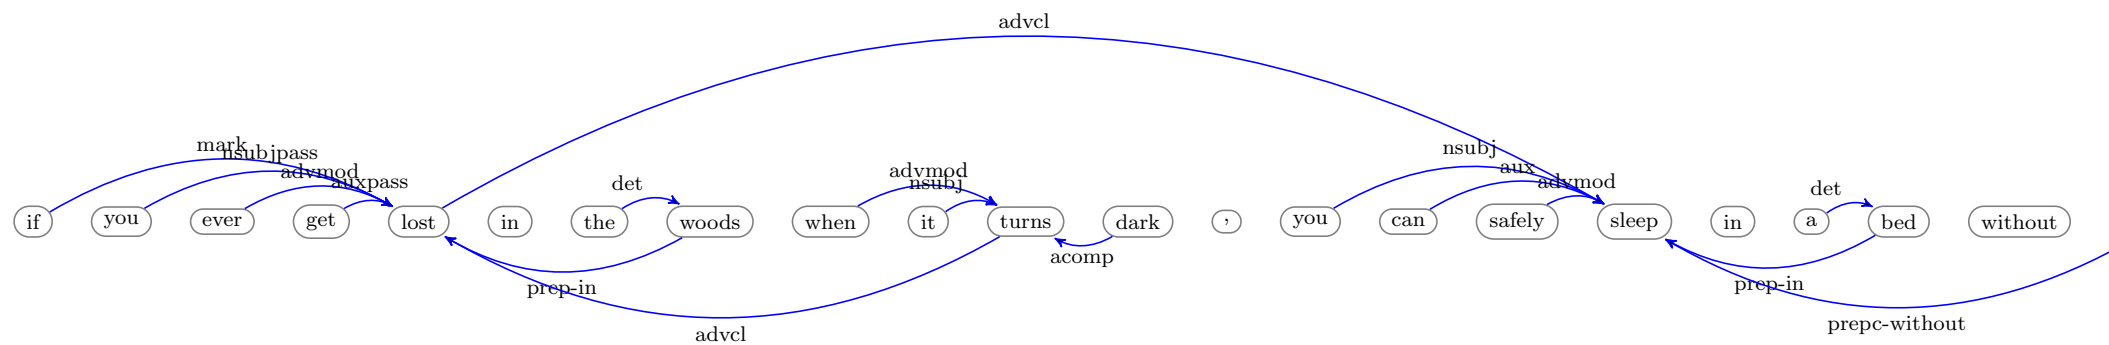 advcl
mark
nsubjpass
advmod
auxpass
det
advmod
nsubj
nsubj
aux
advmod
det
if you ever get lost in the woods when it turns dark , you can safely sleep in a bed without
acomp
prep-in
prep-in
prepc-without
advcl